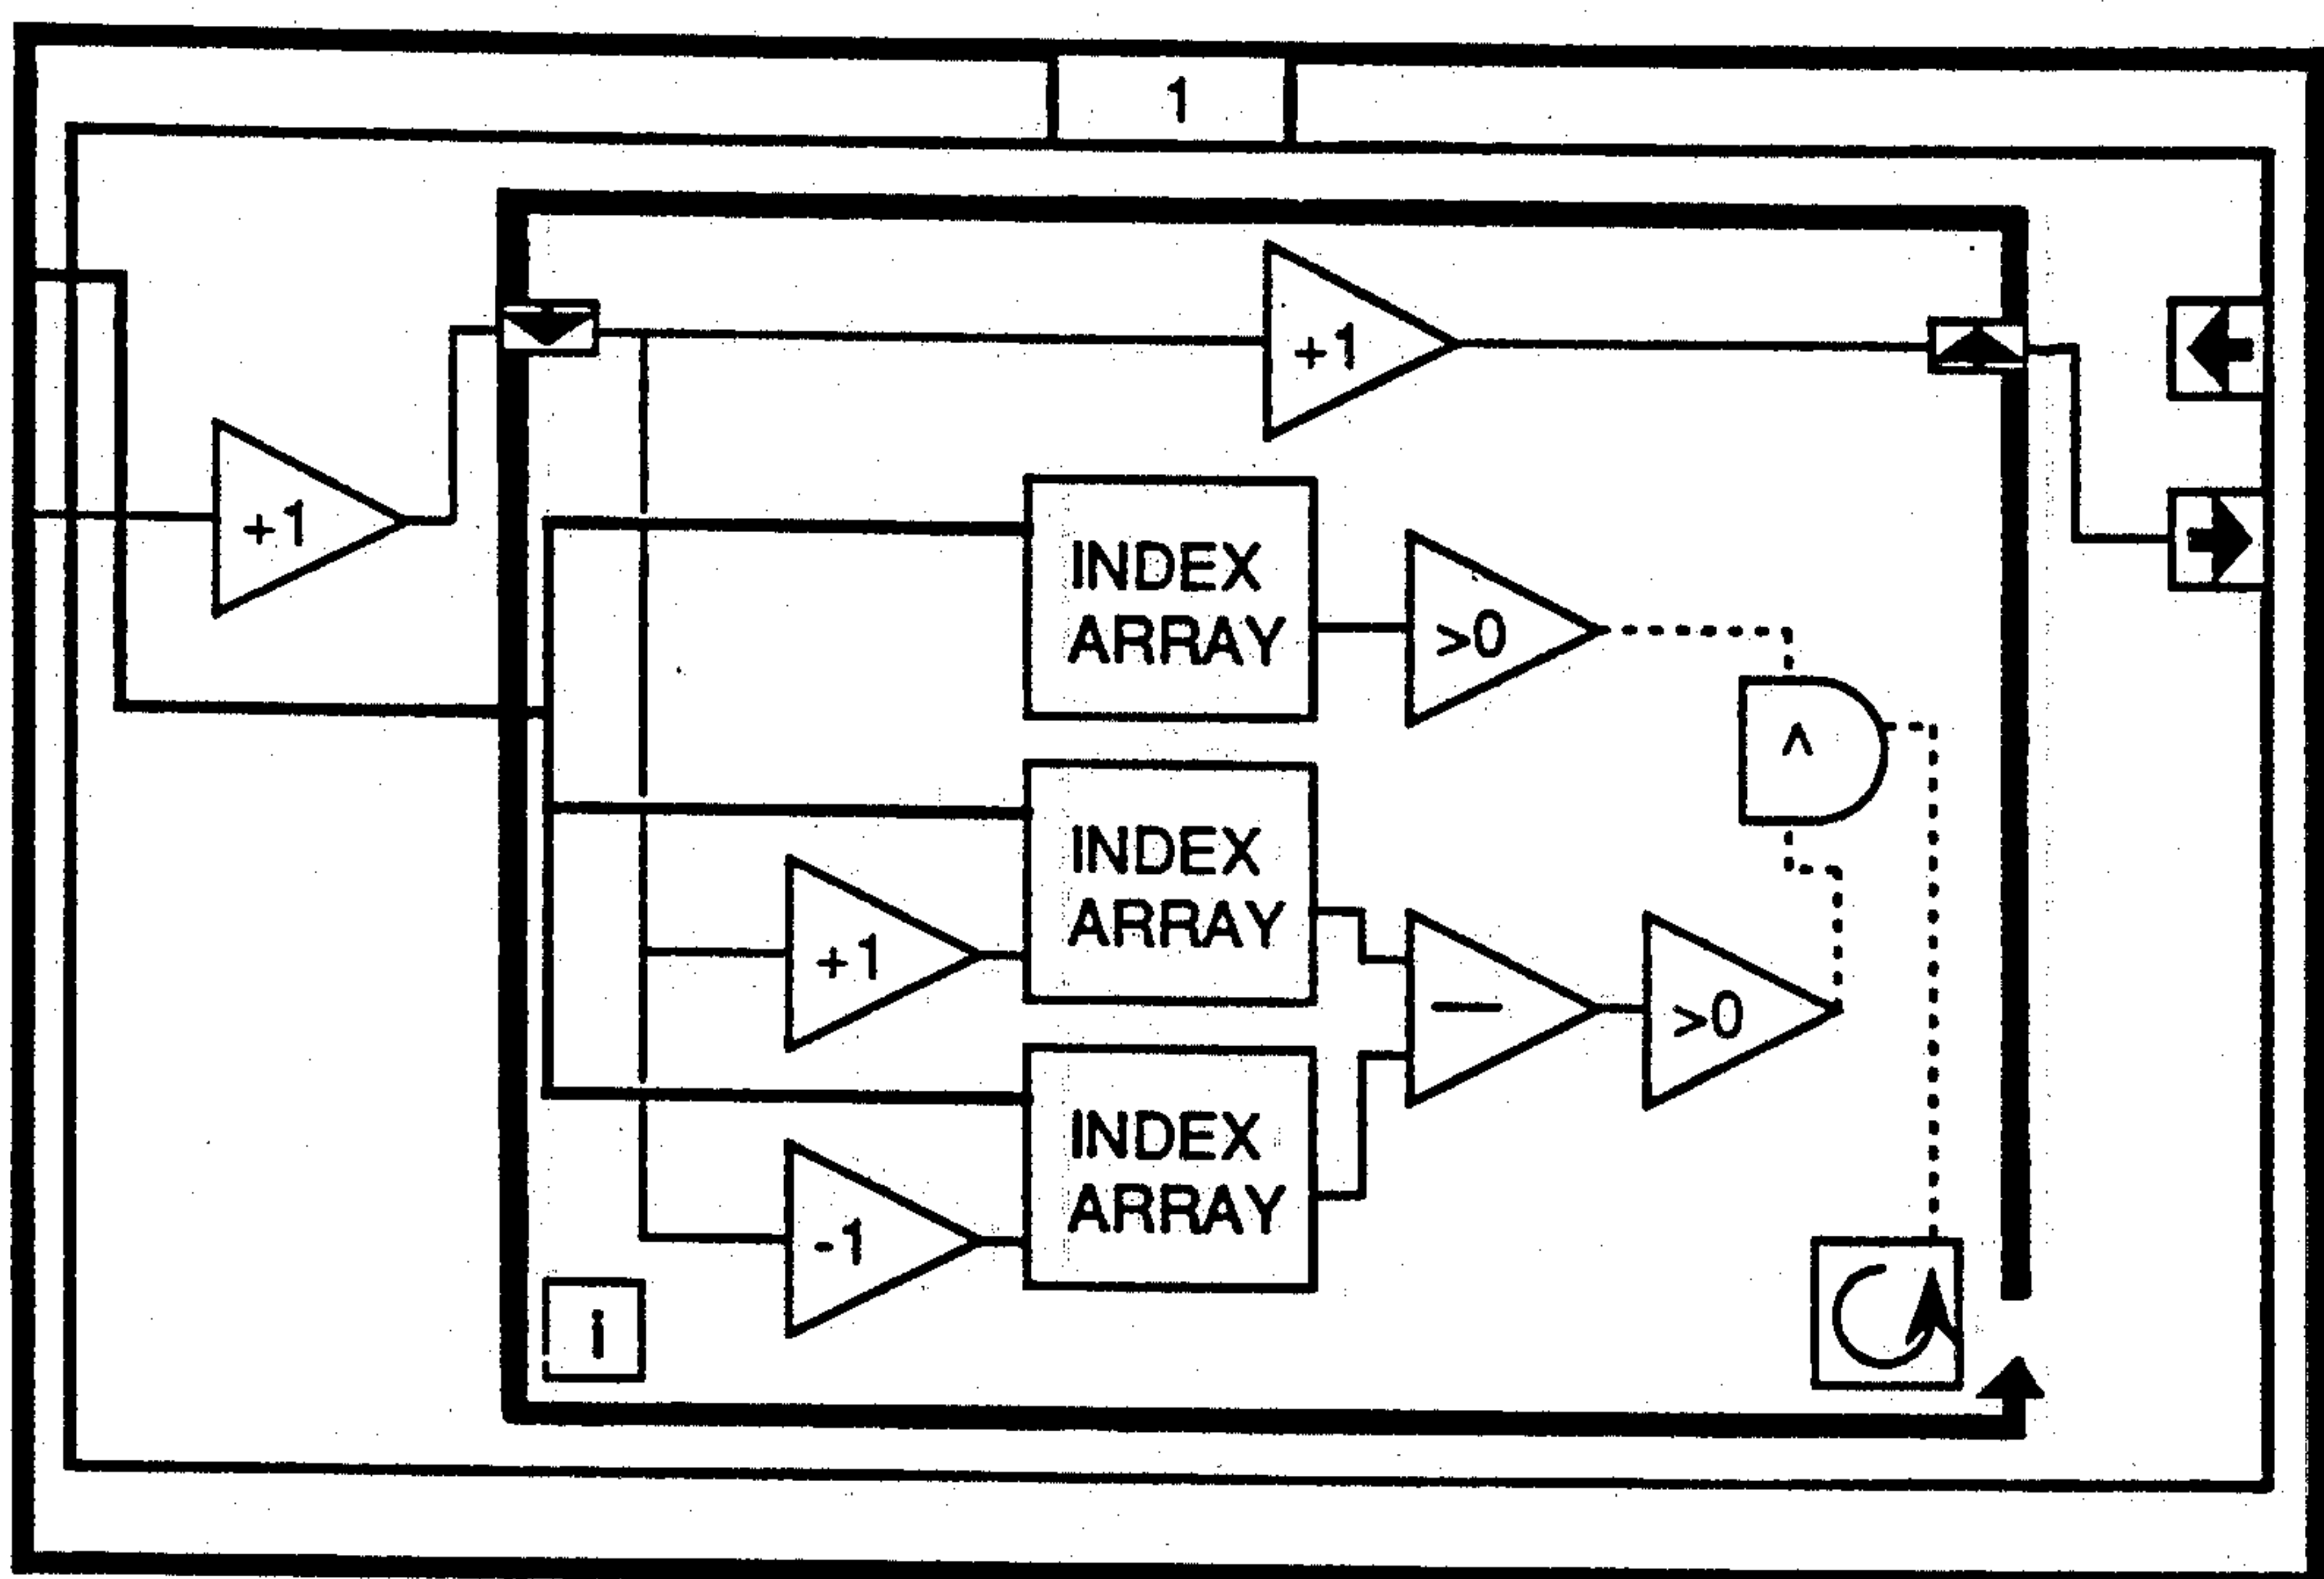 1
+1
+1
INDEX
ARRAY
>0
^
INDEX
ARRAY
+1
—
>0
INDEX
ARRAY
-1
i